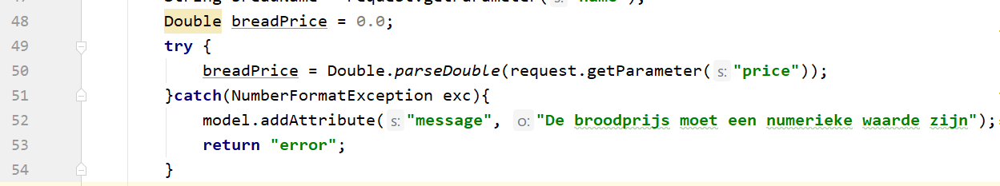 String breadName = request.getParameter( s: "name");
48 Double breadPrice = 0.0;
49 try {
50 breadPrice = Double.parseDouble(request.getParameter( s: "price"));
51 }catch(NumberFormatException exc){
52 model.addAttribute( s: "message", o: "De broodprijs moet een numerieke waarde zijn");
53 return "error";
54 }